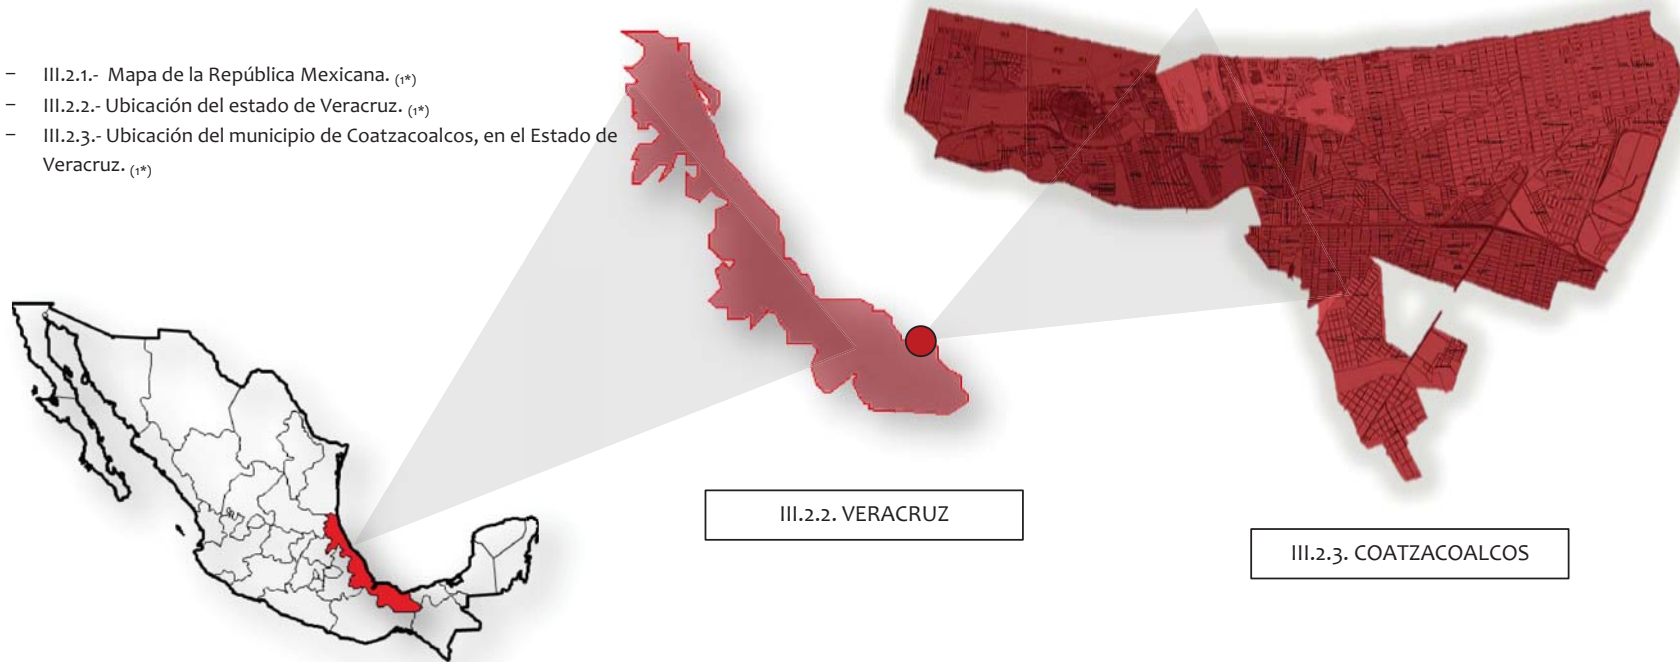 – III.2.1.- Mapa de la República Mexicana. (1*)
– III.2.2.- Ubicación del estado de Veracruz. (1*)
– III.2.3.- Ubicación del municipio de Coatzacoalcos, en el Estado de
Veracruz. (1*)
III.2.2. VERACRUZ
III.2.3. COATZACOALCOS